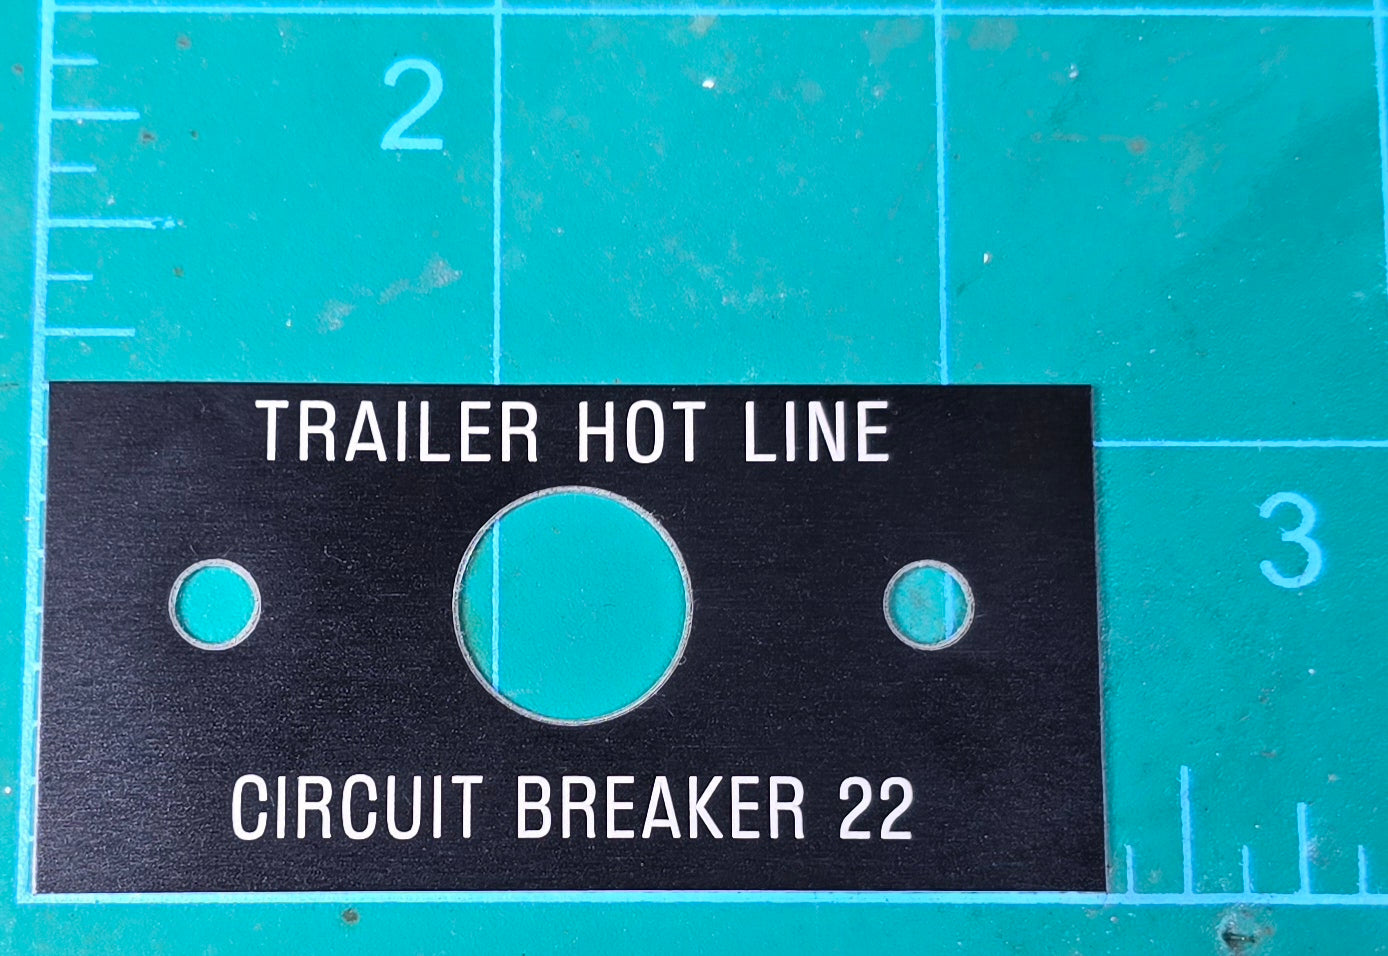 2
TRAILER HOT LINE
3
CIRCUIT BREAKER 22